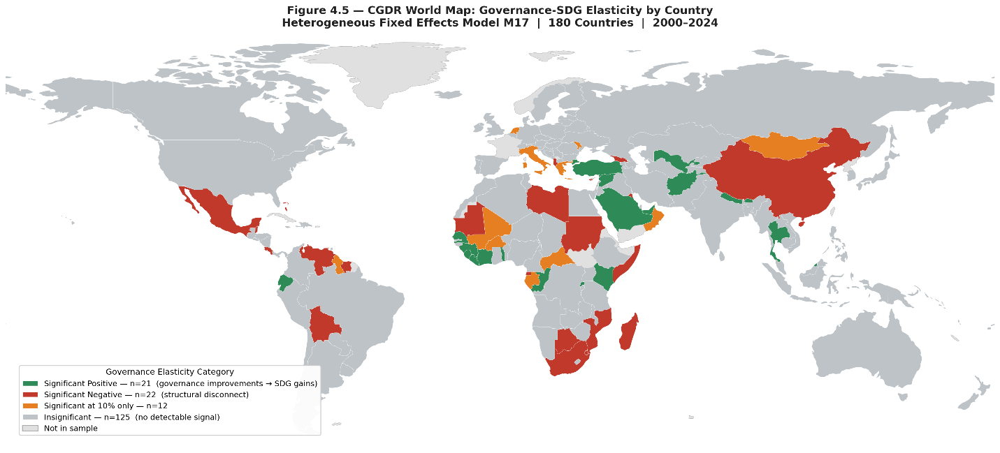 Figure 4.5 — CGDR World Map: Governance-SDG Elasticity by Country
Heterogeneous Fixed Effects Model M17 | 180 Countries | 2000–2024
Governance Elasticity Category
Significant Positive — n=21 (governance improvements → SDG gains)
Significant Negative — n=22 (structural disconnect)
Significant at 10% only — n=12
Insignificant — n=125 (no detectable signal)
Not in sample